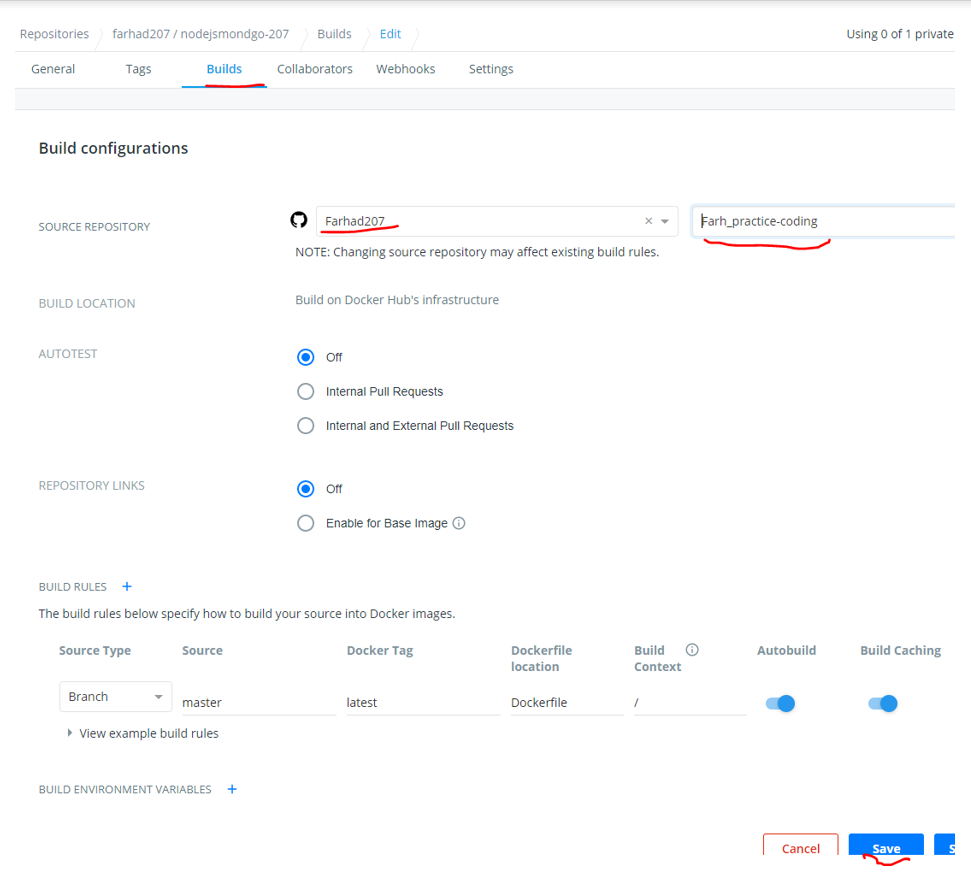 Repositories farhad207 / nodejsmondgo-207 Builds Edit Using 0 of 1 private
General Tags Builds Collaborators Webhooks Settings
Build configurations
SOURCE REPOSITORY Farhad207 × Farh_practice-coding
NOTE: Changing source repository may affect existing build rules.
BUILD LOCATION Build on Docker Hub's infrastructure
AUTOTEST Off
Internal Pull Requests
Internal and External Pull Requests
REPOSITORY LINKS Off
Enable for Base Image
BUILD RULES +
The build rules below specify how to build your source into Docker images.
Source Type Source Docker Tag Dockerfile location Build Context Autobuild Build Caching
Branch master latest Dockerfile /
View example build rules
BUILD ENVIRONMENT VARIABLES +
Cancel Save